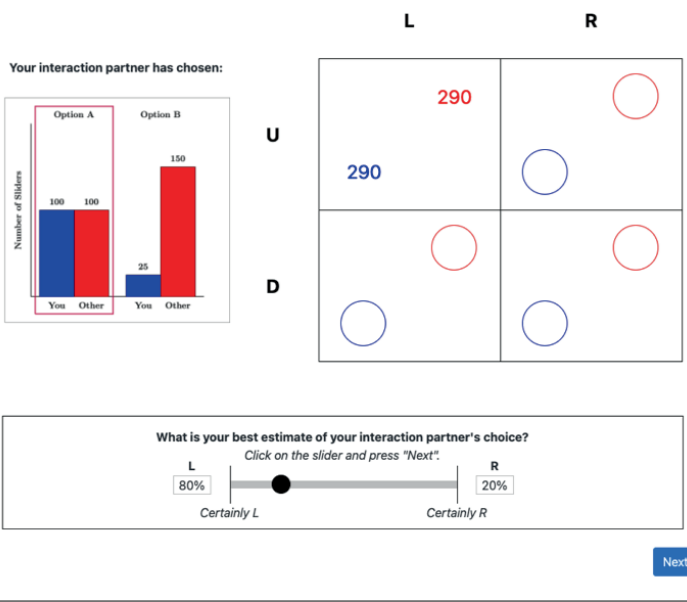 L R
Your interaction partner has chosen:
Option A Option B
Number of Sliders
100 100
25
150
You Other You Other
U
D
290
290
What is your best estimate of your interaction partner's choice?
Click on the slider and press "Next".
L R
80% 20%
Certainly L Certainly R
Next